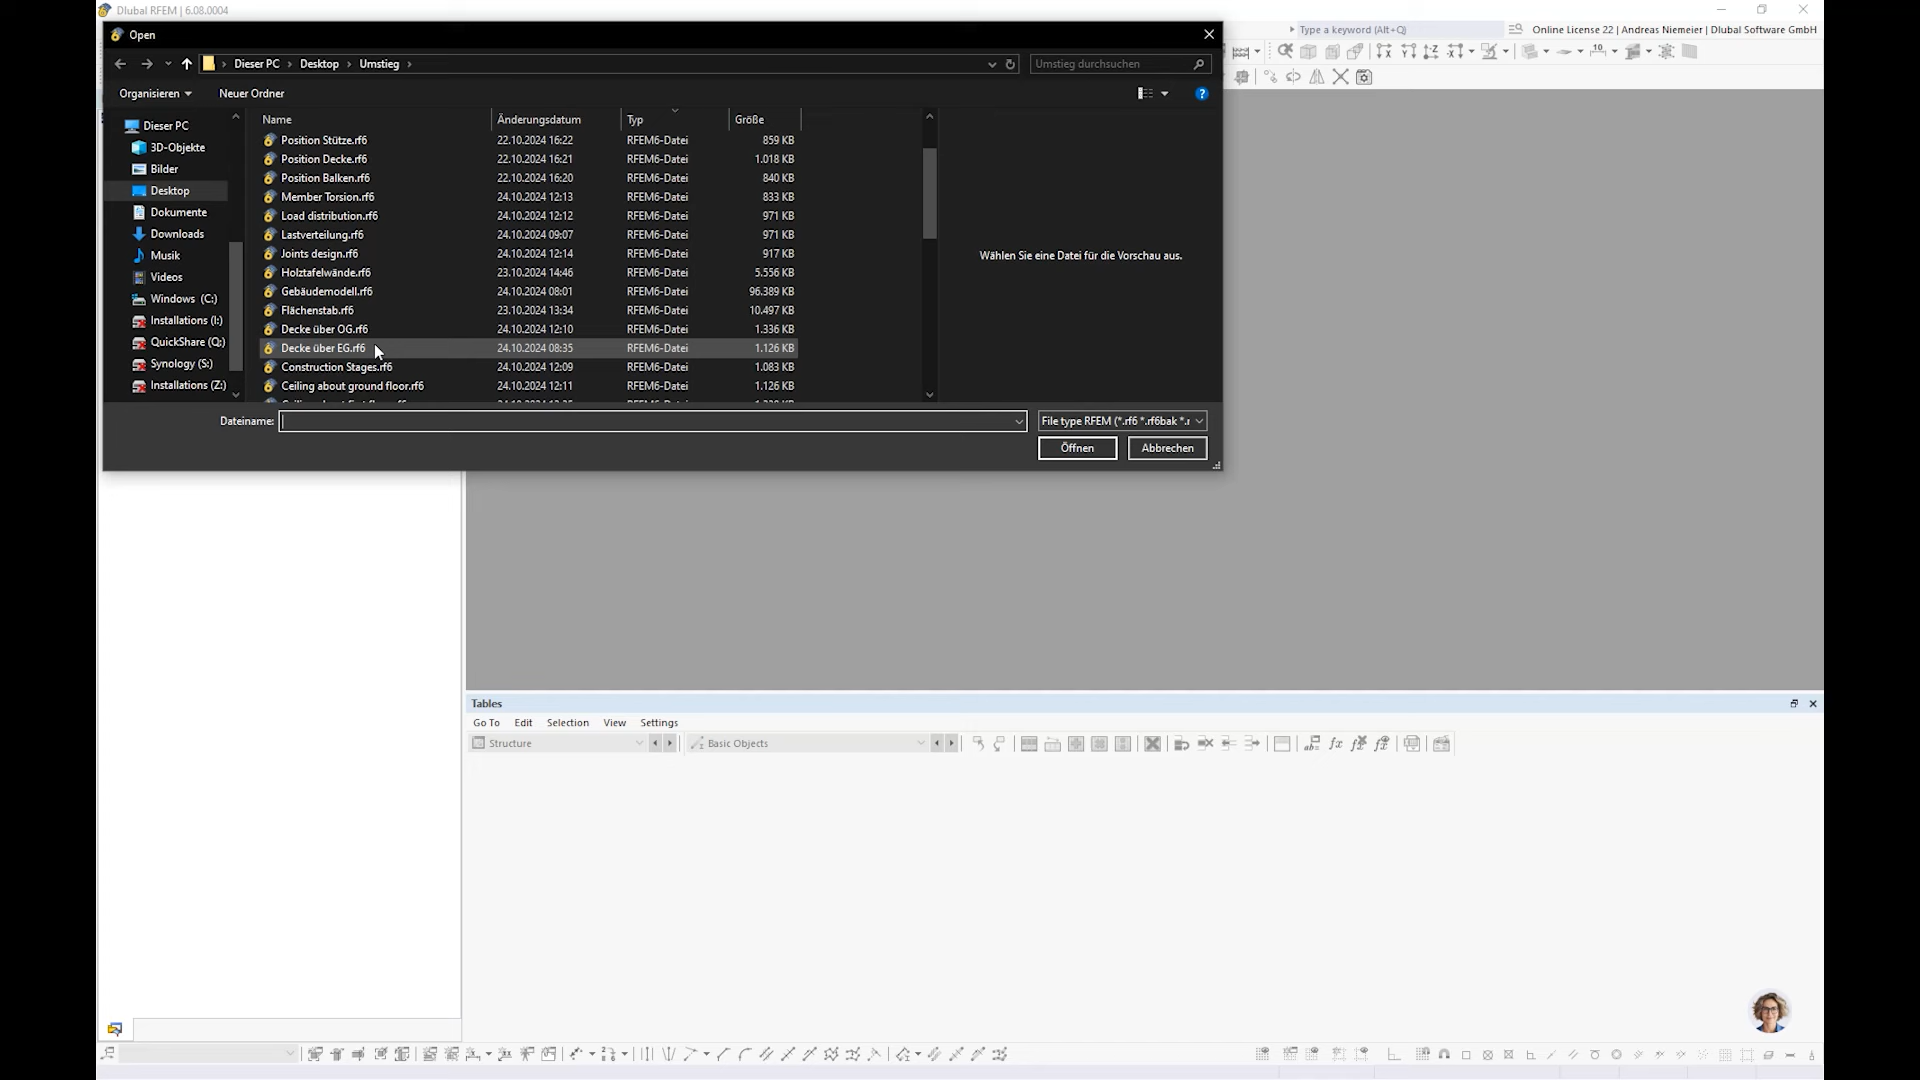 Dlubal RFEM | 6.08.0004
Open
Type a keyword (Alt+Q)
Online License 22 | Andreas Niemeier | Dlubal Software GmbH
Dieser PC
Desktop
Umstieg
Umstieg durchsuchen
Organisieren
Neuer Ordner
Name Änderungsdatum Typ Größe
Position Stütze.rf6 22.10.2024 16:22 RFEM6-Datei 859 KB
Position Decke.rf6 22.10.2024 16:21 RFEM6-Datei 1.018 KB
Position Balken.rf6 22.10.2024 16:20 RFEM6-Datei 840 KB
Member Torsion.rf6 24.10.2024 12:13 RFEM6-Datei 833 KB
Load distribution.rf6 24.10.2024 12:12 RFEM6-Datei 971 KB
Lastverteilung.rf6 24.10.2024 09:07 RFEM6-Datei 971 KB
Joints design.rf6 24.10.2024 12:14 RFEM6-Datei 917 KB
Holztafelwände.rf6 23.10.2024 14:46 RFEM6-Datei 5.556 KB
Gebäudemodell.rf6 24.10.2024 08:01 RFEM6-Datei 96.389 KB
Flächenstab.rf6 23.10.2024 13:34 RFEM6-Datei 10.497 KB
Decke über OG.rf6 24.10.2024 12:10 RFEM6-Datei 1.336 KB
Decke über EG.rf6 24.10.2024 08:35 RFEM6-Datei 1.126 KB
Construction Stages.rf6 24.10.2024 12:09 RFEM6-Datei 1.083 KB
Ceiling about ground floor.rf6 24.10.2024 12:11 RFEM6-Datei 1.126 KB
Dieser PC
3D-Objekte
Bilder
Desktop
Dokumente
Downloads
Musik
Videos
Windows (C:)
Installations (I:)
QuickShare (Q:)
Synology (S:)
Installations (Z:)
Wählen Sie eine Datei für die Vorschau aus.
Dateiname:
File type RFEM (*.rf6 *.rf6bak *.r
Öffnen
Abbrechen
Tables
Go To Edit Selection View Settings
Structure
Basic Objects